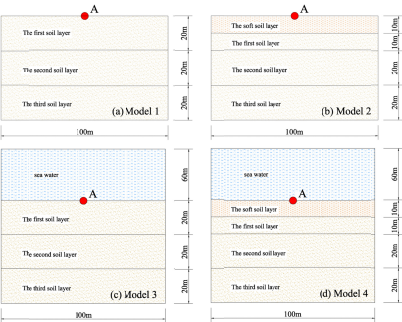 A
The first soil layer
The second soil layer
The third soil layer
(a) Model 1
20m
20m
20m
100m
A
The soft soil layer
The first soil layer
The second soil layer
The third soil layer
(b) Model 2
10m
10m
20m
20m
100m
sea water
A
The first soil layer
The second soil layer
The third soil layer
(c) Model 3
60m
20m
20m
20m
100m
sea water
A
The soft soil layer
The first soil layer
The second soil layer
The third soil layer
(d) Model 4
60m
10m
10m
20m
20m
100m